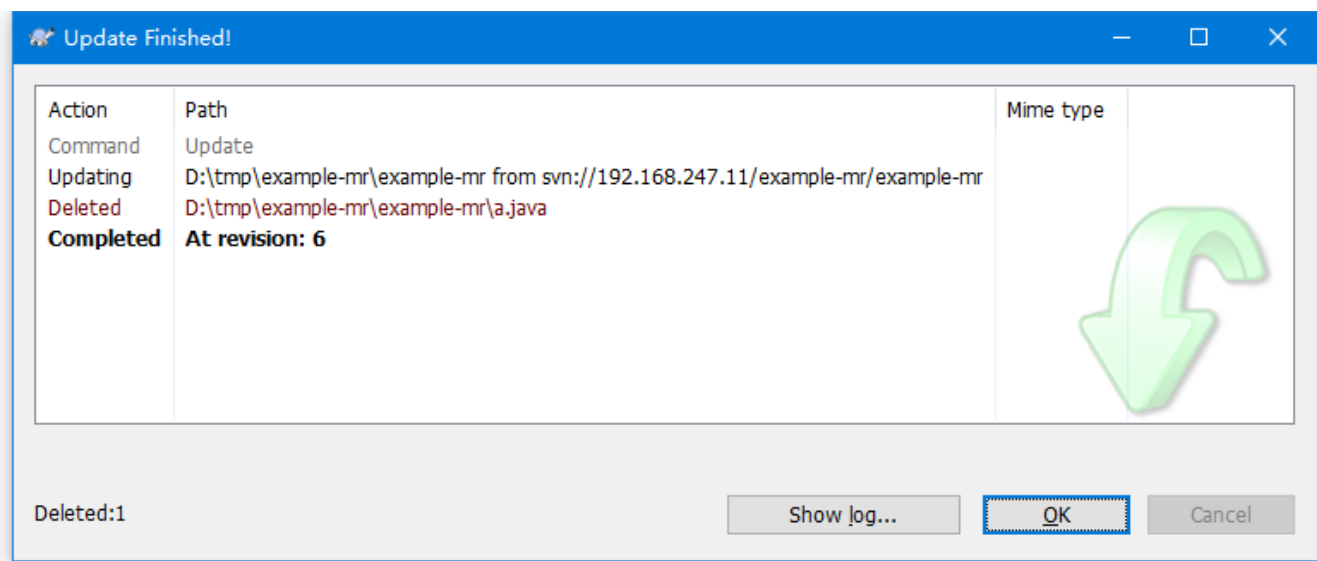 Update Finished!
Action Path Mime type
Command Update
Updating D:\tmp\example-mr\example-mr from svn://192.168.247.11/example-mr/example-mr
Deleted D:\tmp\example-mr\example-mr\a.java
Completed At revision: 6
Deleted:1 Show log... OK Cancel